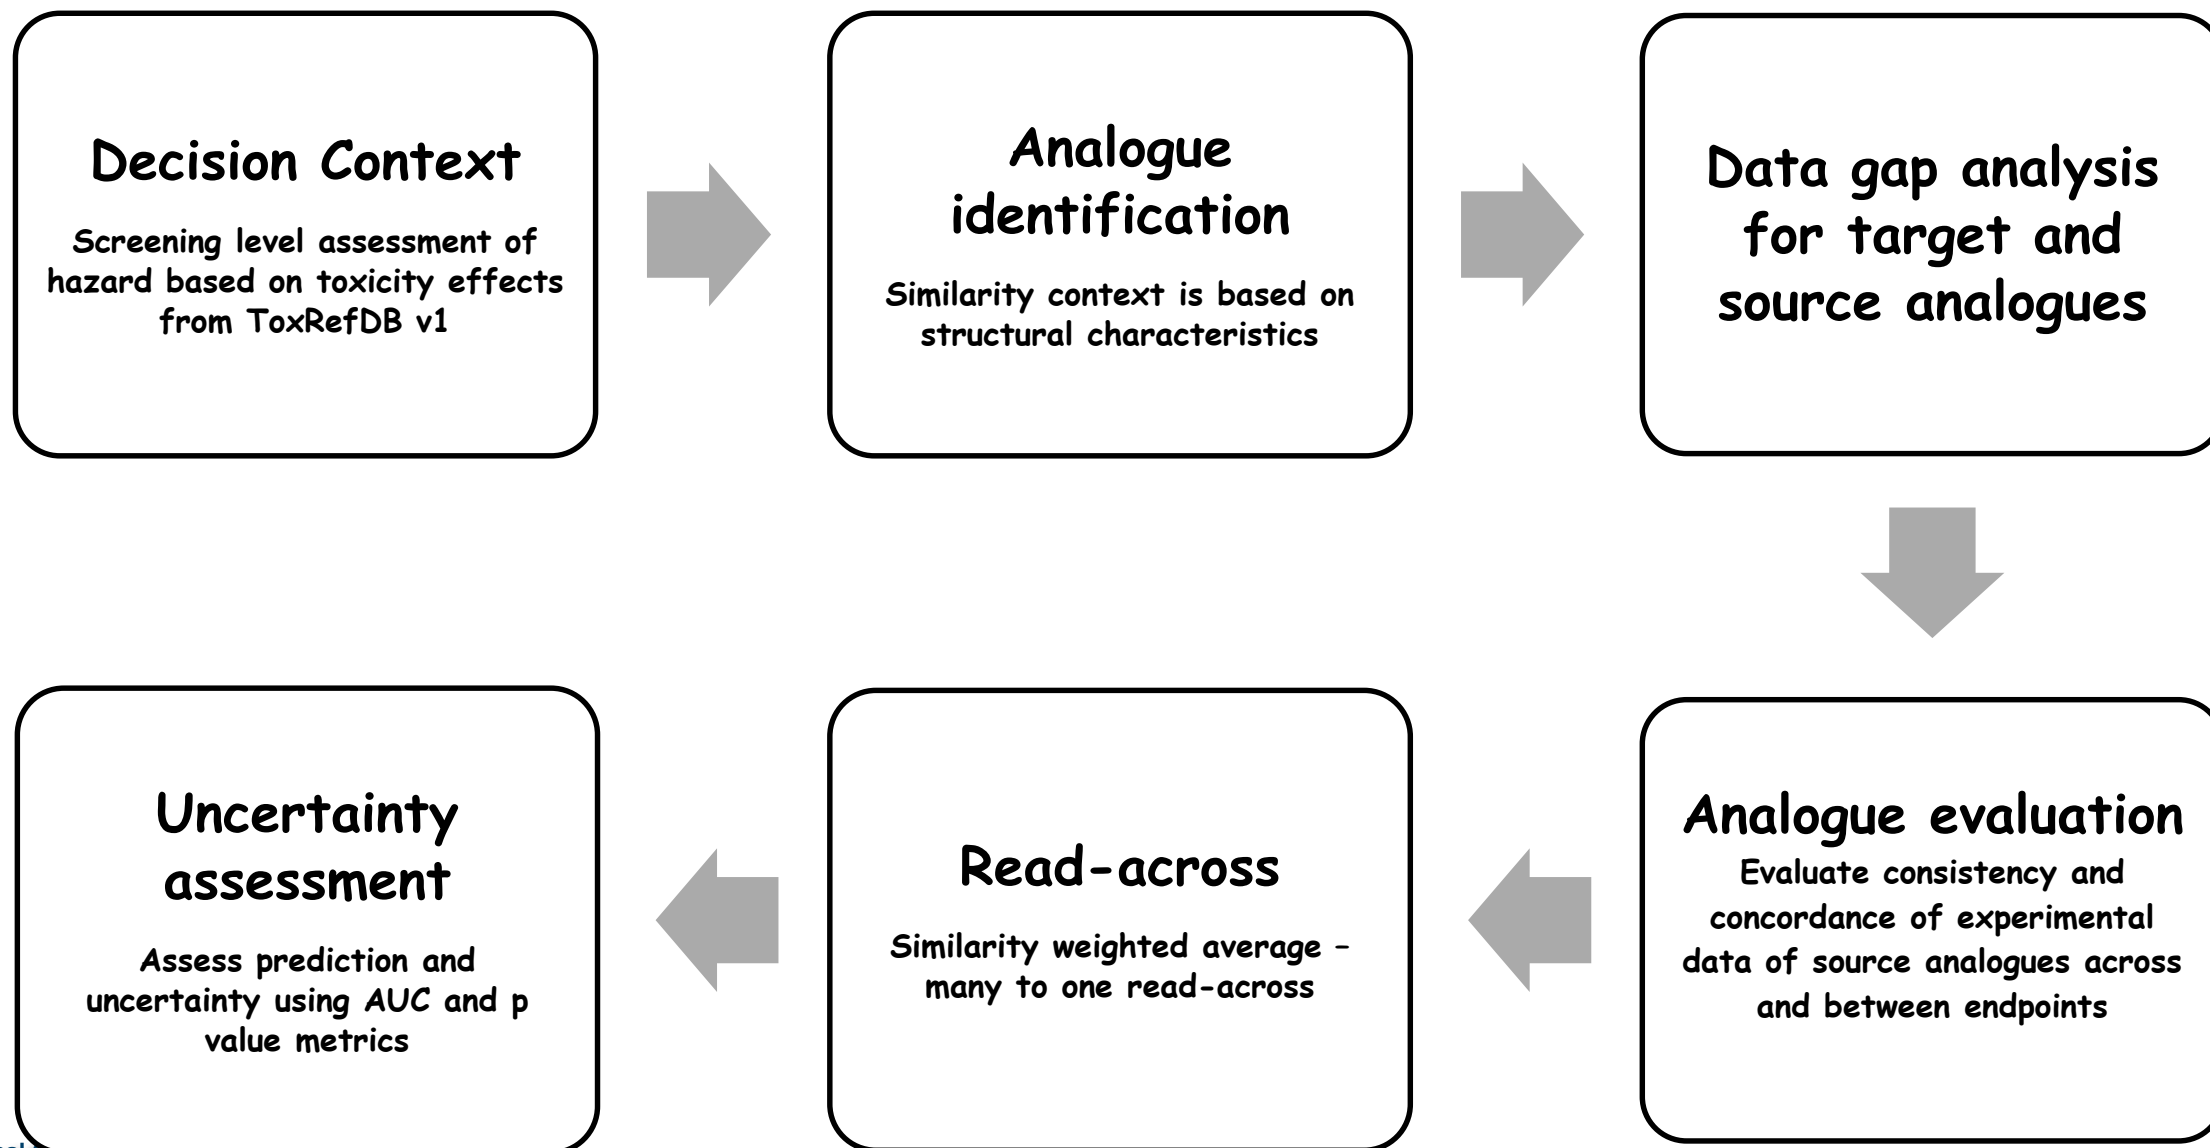 Decision Context
Screening level assessment of
hazard based on toxicity effects
from ToxRefDB v1
Analogue
identification
Similarity context is based on
structural characteristics
Data gap analysis
for target and
source analogues
Analogue evaluation
Evaluate consistency and
concordance of experimental
data of source analogues across
and between endpoints
Read-across
Similarity weighted average –
many to one read-across
Uncertainty
assessment
Assess prediction and
uncertainty using AUC and p
value metrics